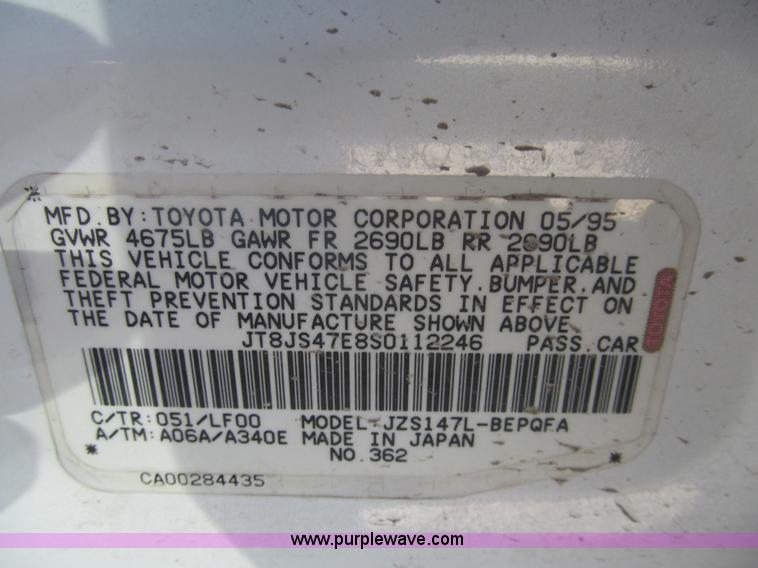 MFD.BY:TOYOTA MOTOR CORPORATION 05/95
GVWR 4675LB GAWR FR 2690LB RR 2690LB
THIS VEHICLE CONFORMS TO ALL APPLICABLE
FEDERAL MOTOR VEHICLE SAFETY.BUMPER.AND
THEFT PREVENTION STANDARDS IN EFFECT ON
THE DATE OF MANUFACTURE SHOWN ABOVE.
TOYOTA
JT8JS47E8S0112246 PASS.CAR
C/TR:051/LF00 MODEL-JZS147L-BEPQFA
A/TM:A06A/A340E MADE IN JAPAN
* NO.362 *
CA00284435
www.purplewave.com